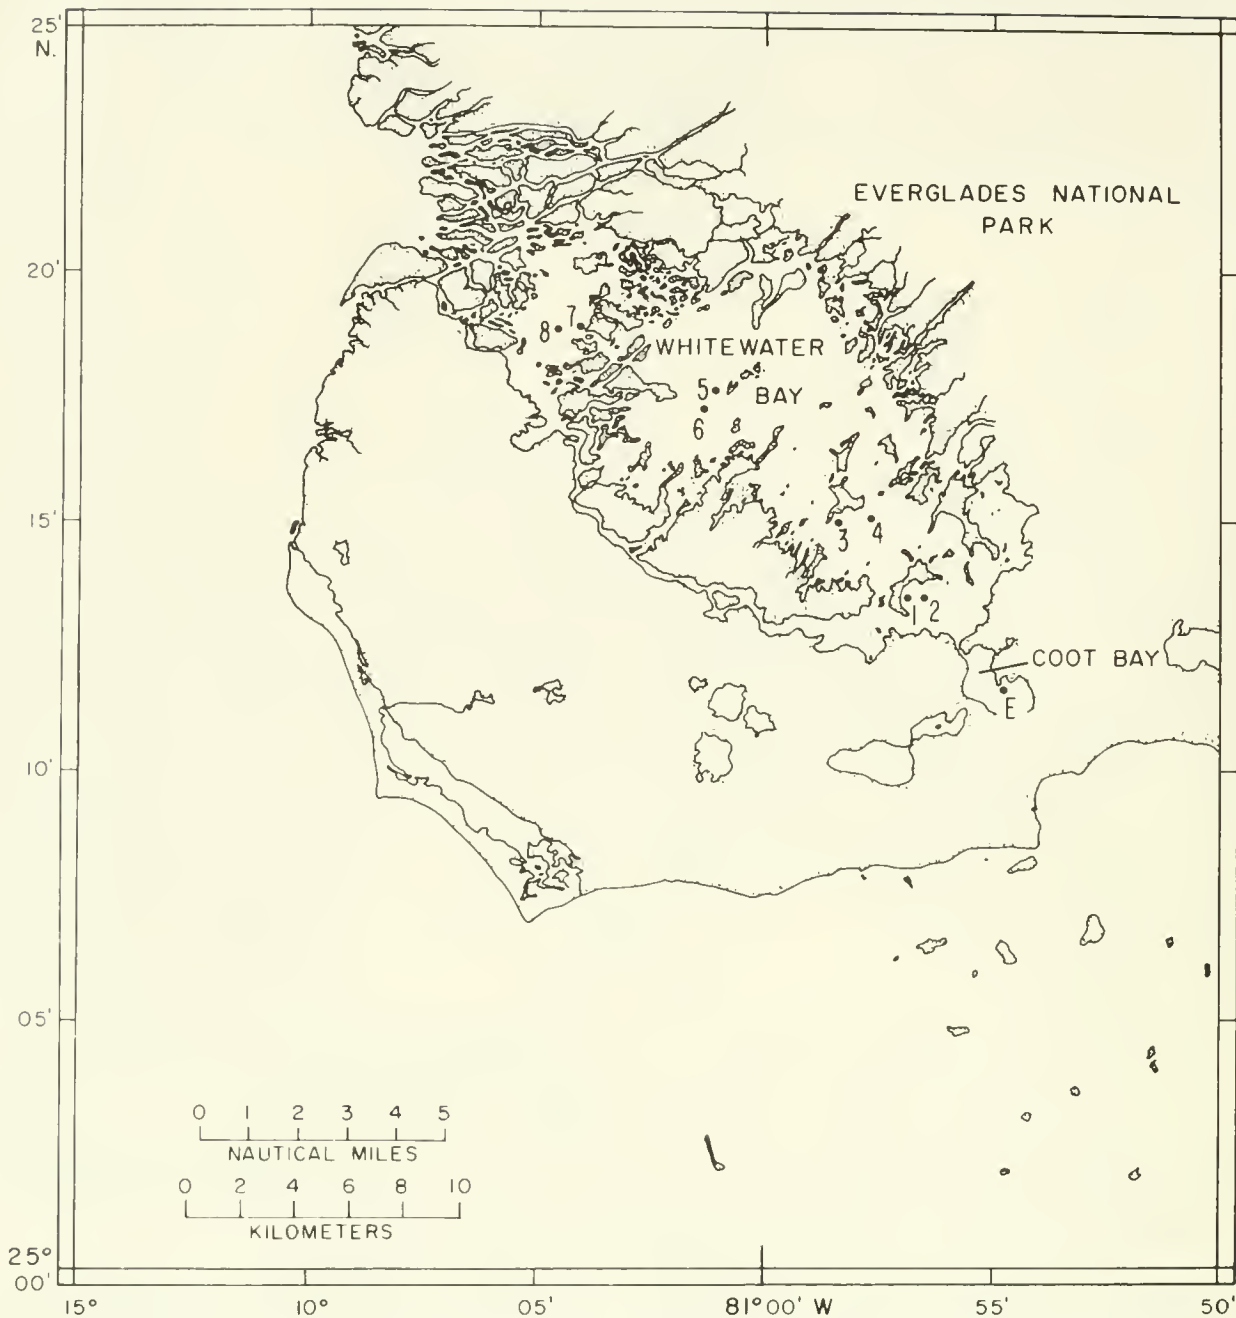 25'
N.
EVERGLADES NATIONAL
PARK
20'
8 7
WHITEWATER
5
BAY
6
15'
3 4
1 2
COOT BAY
E
10'
05'
0 1 2 3 4 5
NAUTICAL MILES
0 2 4 6 8 10
KILOMETERS
25°
00'
15° 10° 05' 81°00' W 55' 50'